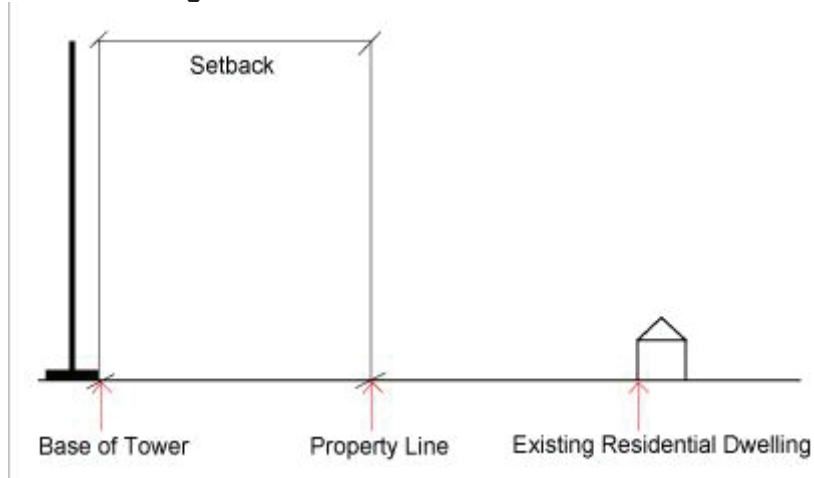 Setback
Base of Tower
Property Line
Existing Residential Dwelling